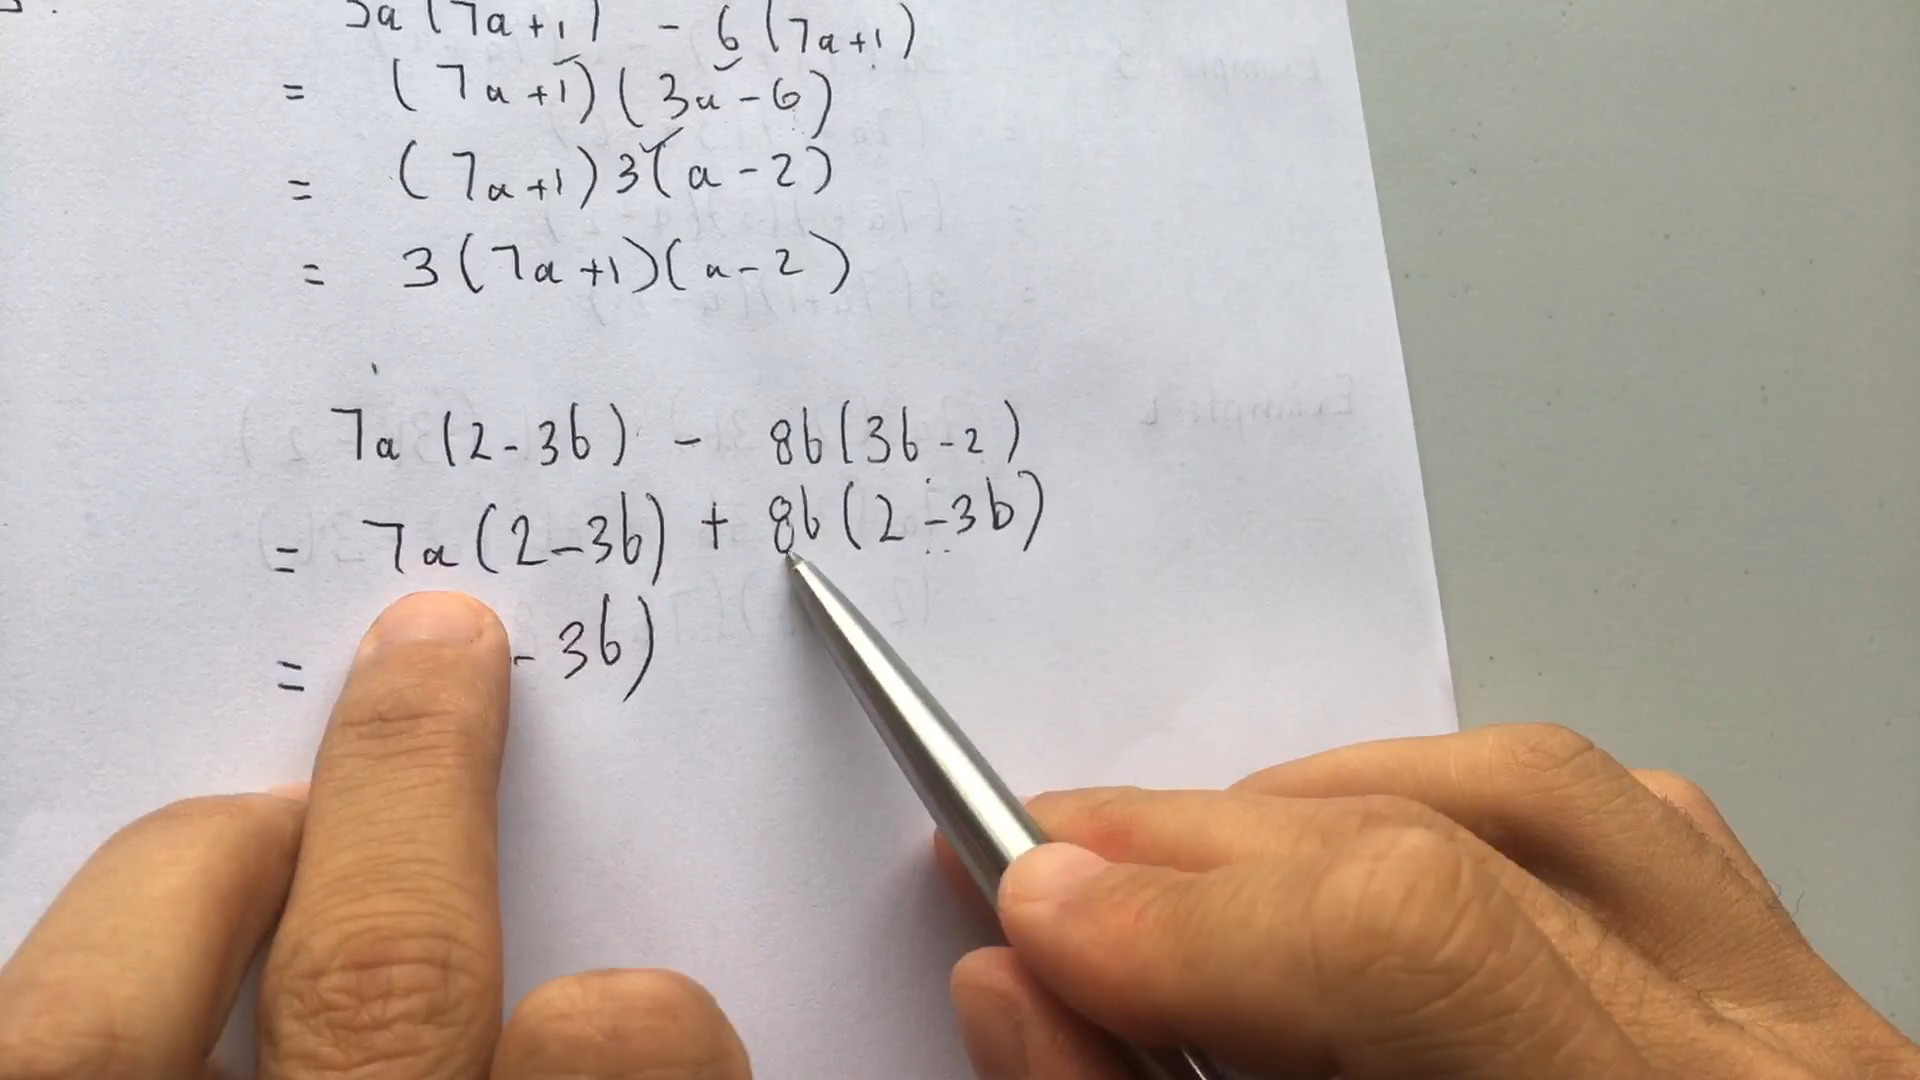 3a (7a+1) - 6 (7a+1)
= (7a+1) (3a-6)
= (7a+1) 3 (a-2)
= 3 (7a+1) (a-2)
7a (2-3b) - 8b (3b-2)
= 7a (2-3b) + 8b (2-3b)
= - 3b)